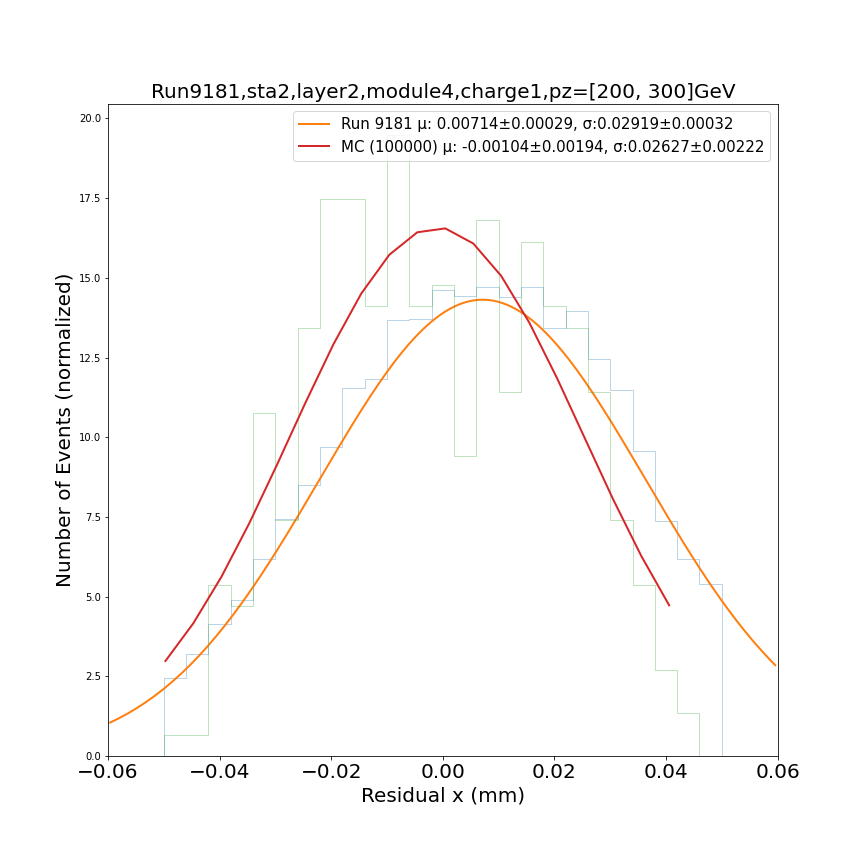 Run9181,sta2,layer2,module4,charge1,pz=[200, 300]GeV
Run 9181 μ: 0.00714±0.00029, σ:0.02919±0.00032
MC (100000) μ: -0.00104±0.00194, σ:0.02627±0.00222
Number of Events (normalized)
20.0
17.5
15.0
12.5
10.0
7.5
5.0
2.5
0.0
−0.06 −0.04 −0.02 0.00 0.02 0.04 0.06
Residual x (mm)